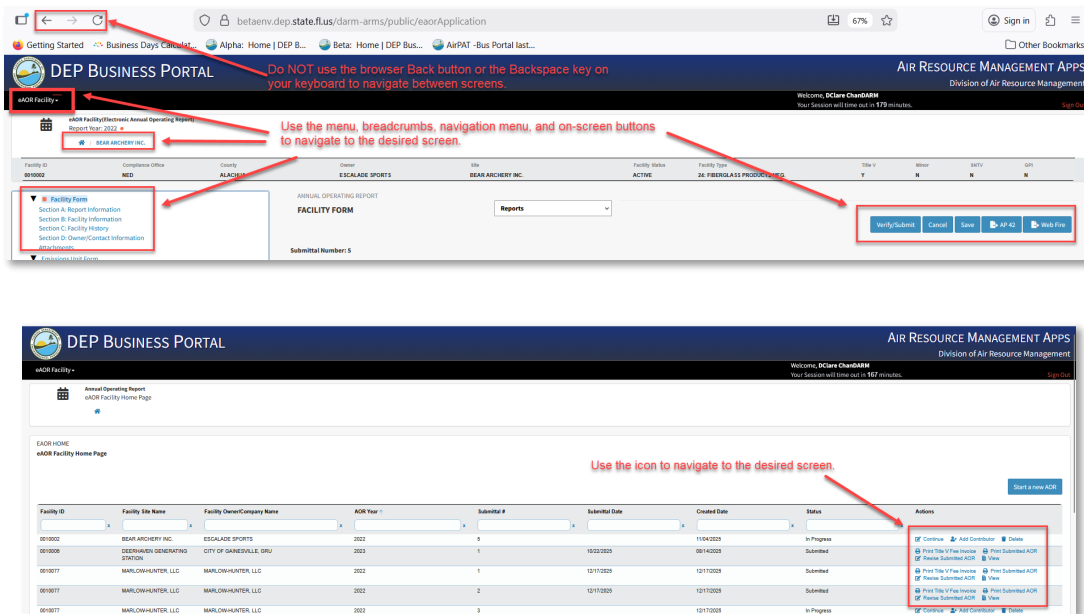 betaenv.dep.state.fl.us/darm-arms/public/eaorApplication
67%
Sign in
Getting Started
Business Days Calculat...
Alpha: Home | DEP B...
Beta: Home | DEP Bus...
AirPAT -Bus Portal last...
Other Bookmarks
DEP BUSINESS PORTAL
Do NOT use the browser Back button or the Backspace key on
your keyboard to navigate between screens.
AIR RESOURCE MANAGEMENT APPS
Division of Air Resource Management
eAOR Facility
Welcome, DClare ChanDARM
Your Session will time out in 179 minutes.
Sign Ou
eAOR Facility(Electronic Annual Operating Report)
Report Year: 2022
BEAR ARCHERY INC.
Use the menu, breadcrumbs, navigation menu, and on-screen buttons
to navigate to the desired screen.
Facility ID Compliance Office County Owner Site Facility Status Facility Type Title V Minor SNTV GPI
0010002 NED ALACHUA ESCALADE SPORTS BEAR ARCHERY INC. ACTIVE 24: FIBERGLASS PRODUCTS MFG. Y N N N
Facility Form
Section A: Report Information
Section B: Facility Information
Section C: Facility History
Section D: Owner/Contact Information
Attachments
Emissions Unit Form
ANNUAL OPERATING REPORT
FACILITY FORM
Reports
Verify/Submit Cancel Save AP 42 Web Fire
Submittal Number: 5
DEP BUSINESS PORTAL
AIR RESOURCE MANAGEMENT APPS
Division of Air Resource Management
eAOR Facility
Welcome, DClare ChanDARM
Your Session will time out in 167 minutes.
Sign Out
Annual Operating Report
eAOR Facility Home Page
EAOR HOME
eAOR Facility Home Page
Use the icon to navigate to the desired screen.
Start a new AOR
Facility ID Facility Site Name Facility Owner/Company Name AOR Year Submittal # Submittal Date Created Date Status Actions
x x x x x x x x
0010002 BEAR ARCHERY INC. ESCALADE SPORTS 2022 5 11/04/2025 In Progress Continue Add Contributor Delete
0010006 DEERHAVEN GENERATING STATION CITY OF GAINESVILLE, GRU 2023 1 10/22/2025 08/14/2025 Submitted Print Title V Fee Invoice Print Submitted AOR
Revise Submitted AOR View
0010077 MARLOW-HUNTER, LLC MARLOW-HUNTER, LLC 2022 1 12/17/2025 12/17/2025 Submitted Print Title V Fee Invoice Print Submitted AOR
Revise Submitted AOR View
0010077 MARLOW-HUNTER, LLC MARLOW-HUNTER, LLC 2022 2 12/17/2025 12/17/2025 Submitted Print Title V Fee Invoice Print Submitted AOR
Revise Submitted AOR View
0010077 MARLOW-HUNTER, LLC MARLOW-HUNTER, LLC 2022 3 12/17/2025 In Progress Continue Add Contributor Delete